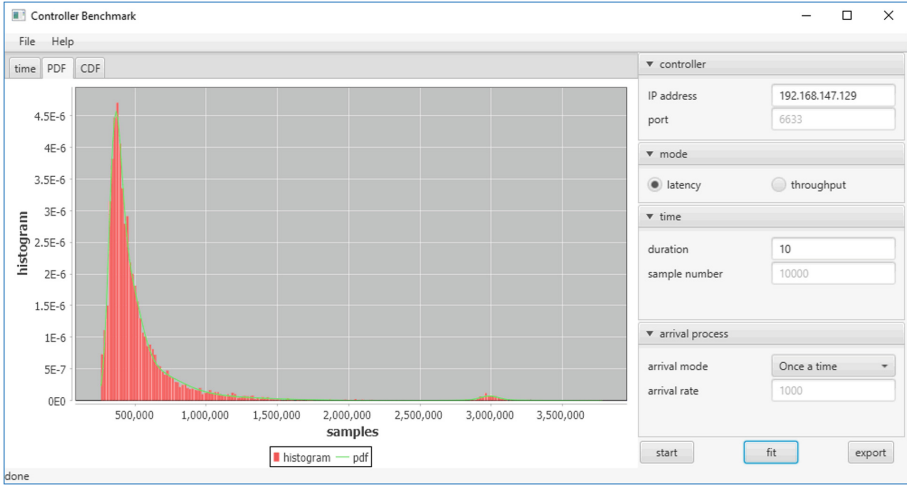 Controller Benchmark
File Help
time PDF CDF
4.5E-6
4E-6
3.5E-6
3E-6
2.5E-6
2E-6
1.5E-6
1E-6
5E-7
0E0
histogram
500,000 1,000,000 1,500,000 2,000,000 2,500,000 3,000,000 3,500,000
samples
histogram pdf
controller
IP address 192.168.147.129
port 6633
mode
latency throughput
time
duration 10
sample number 10000
arrival process
arrival mode Once a time
arrival rate 1000
start fit export
done